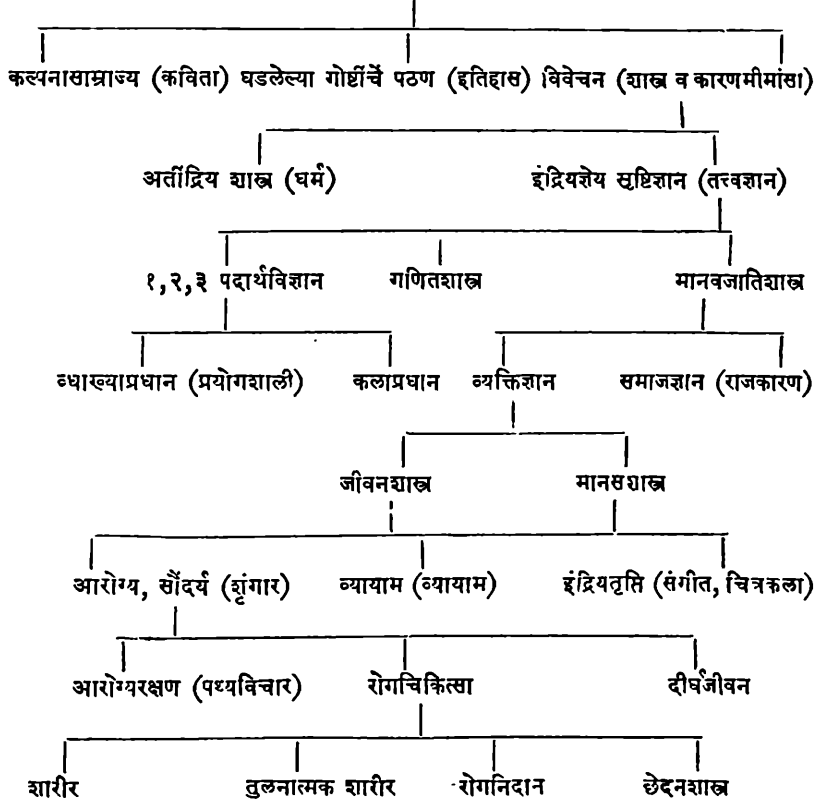 कल्पनासाम्राज्य (कविता) घडलेल्या गोष्टींचें पठण (इतिहास) विवेचन (शास्त्र व कारणमीमांसा)
अतींद्रिय शास्त्र (धर्म) इंद्रियज्ञेय सृष्टिज्ञान (तत्त्वज्ञान)
१,२,३ पदार्थविज्ञान गणितशास्त्र मानवजातिशास्त्र
व्याख्याप्रधान (प्रयोगशाली) कलाप्रधान व्यक्तिज्ञान समाजज्ञान (राजकारण)
जीवनशास्त्र मानसशास्त्र
आरोग्य, सौंदर्य (शृंगार) व्यायाम (व्यायाम) इंद्रियतृप्ति (संगीत, चित्रकला)
आरोग्यरक्षण (पथ्यविचार) रोगचिकित्सा दीर्घजीवन
शारीर तुलनात्मक शारीर रोगनिदान छेदनशास्त्र